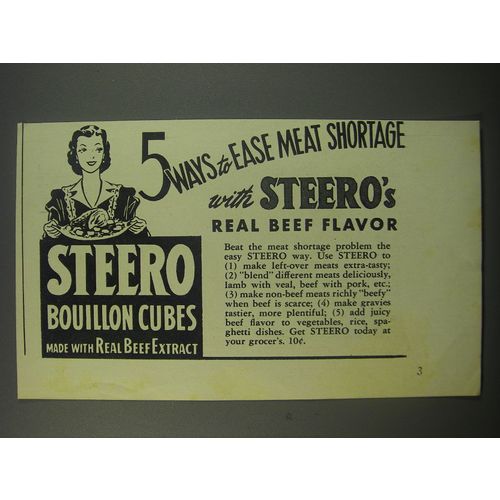 5 WAYS to EASE MEAT SHORTAGE
with STEERO's
REAL BEEF FLAVOR
Beat the meat shortage problem the
easy STEERO way. Use STEERO to
(1) make left-over meats extra-tasty;
(2) "blend" different meats deliciously,
lamb with veal, beef with pork, etc.;
(3) make non-beef meats richly "beefy"
when beef is scarce; (4) make gravies
tastier, more plentiful; (5) add juicy
beef flavor to vegetables, rice, spa-
ghetti dishes. Get STEERO today at
your grocer's. 10¢.
STEERO
BOUILLON CUBES
MADE WITH REAL BEEF EXTRACT
3